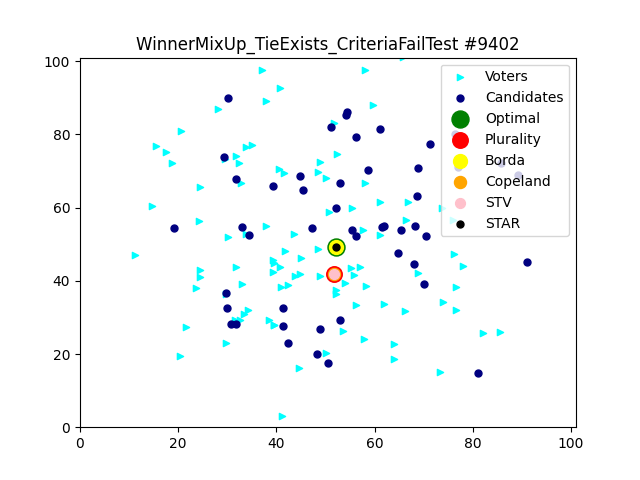 WinnerMixUp_TieExists_CriteriaFailTest #9402
100
80
60
40
20
0
0
20
40
60
80
100
Voters
Candidates
Optimal
Plurality
Borda
Copeland
STV
STAR